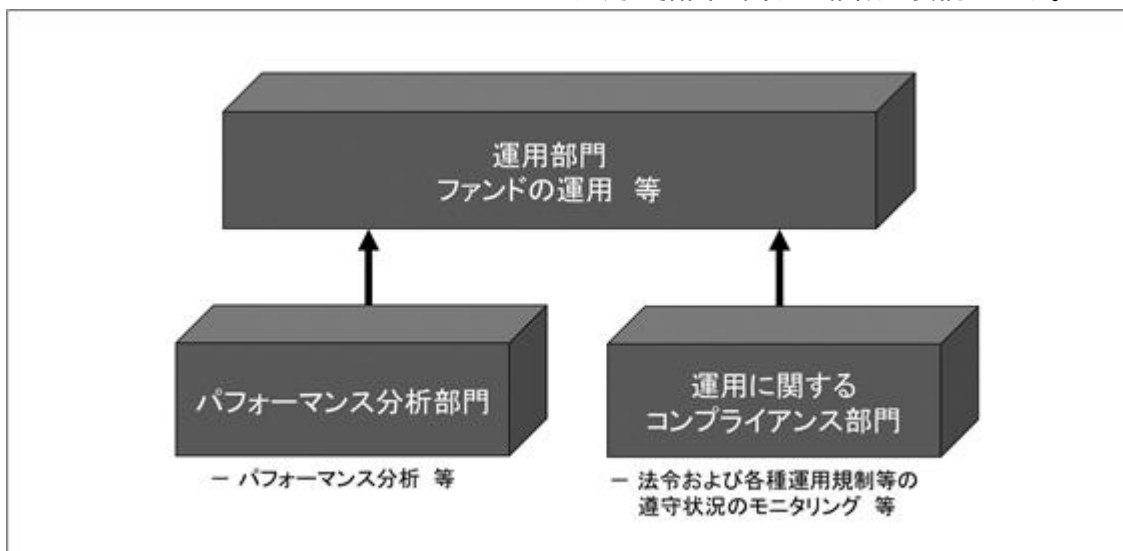 運用部門
ファンドの運用 等
パフォーマンス分析部門
- パフォーマンス分析 等
運用に関する
コンプライアンス部門
- 法令および各種運用規制等の
遵守状況のモニタリング 等